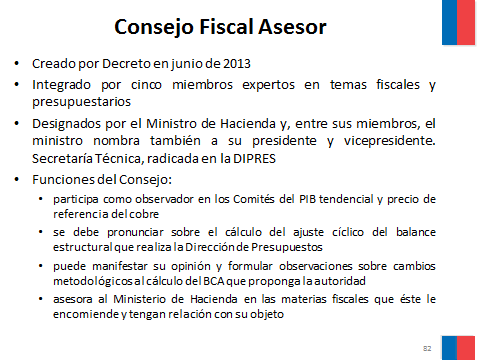 Consejo Fiscal Asesor
• Creado por Decreto en junio de 2013
• Integrado por cinco miembros expertos en temas fiscales y
presupuestarios
• Designados por el Ministro de Hacienda y, entre sus miembros, el
ministro nombra también a su presidente y vicepresidente.
Secretaría Técnica, radicada en la DIPRES
• Funciones del Consejo:
• participa como observador en los Comités del PIB tendencial y precio de
referencia del cobre
• se debe pronunciar sobre el cálculo del ajuste cíclico del balance
estructural que realiza la Dirección de Presupuestos
• puede manifestar su opinión y formular observaciones sobre cambios
metodológicos al cálculo del BCA que proponga la autoridad
• asesora al Ministerio de Hacienda en las materias fiscales que éste le
encomiende y tengan relación con su objeto
82